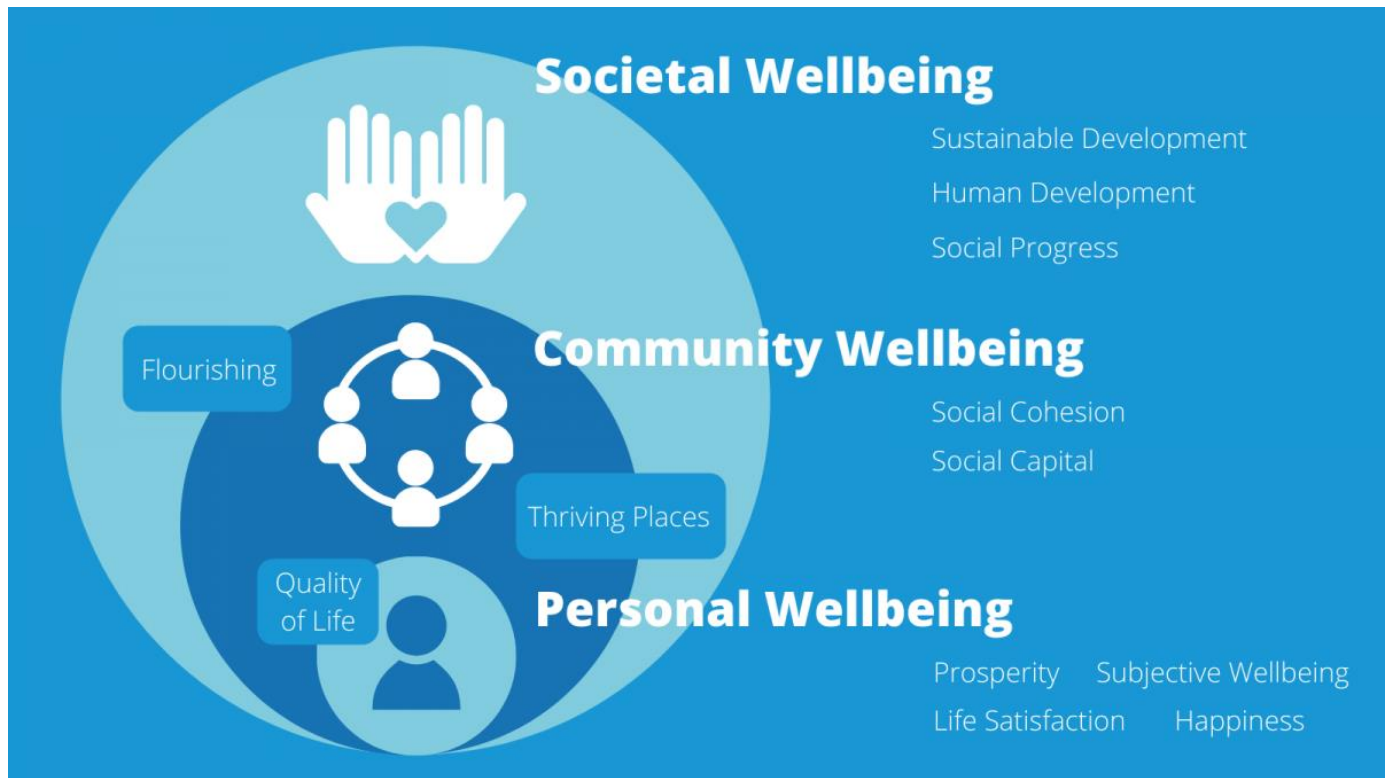 Societal Wellbeing
Sustainable Development
Human Development
Social Progress
Flourishing
Community Wellbeing
Social Cohesion
Social Capital
Thriving Places
Quality
of Life
Personal Wellbeing
Prosperity Subjective Wellbeing
Life Satisfaction Happiness